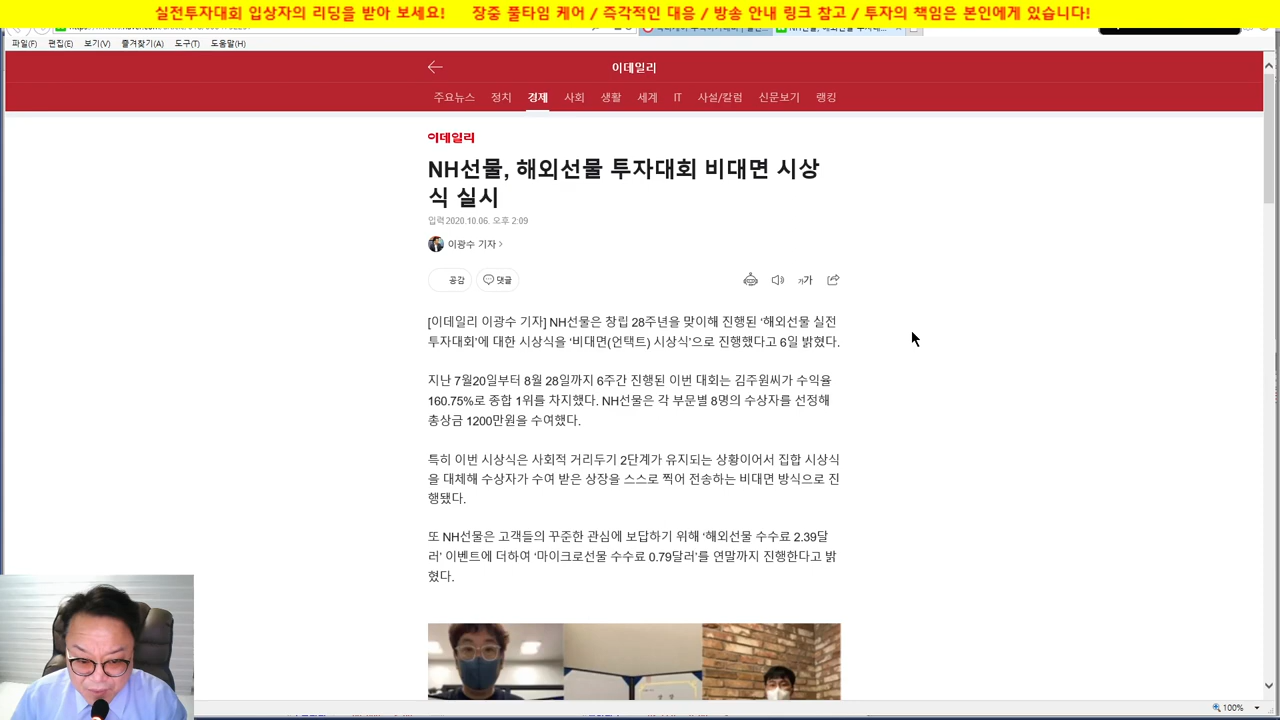 실전투자대회 입상자의 리딩을 받아 보세요! 장중 풀타임 케어 / 즉각적인 대응 / 방송 안내 링크 참고 / 투자의 책임은 본인에게 있습니다!
파일(F) 편집(E) 보기(V) 즐겨찾기(A) 도구(T) 도움말(H)
이데일리
주요뉴스 정치 경제 사회 생활 세계 IT 사설/칼럼 신문보기 랭킹
이데일리
NH선물, 해외선물 투자대회 비대면 시상
식 실시
입력2020.10.06. 오후 2:09
이광수 기자
공감 댓글
가가
[이데일리 이광수 기자] NH선물은 창립 28주년을 맞이해 진행된 '해외선물 실전
투자대회'에 대한 시상식을 '비대면(언택트) 시상식'으로 진행했다고 6일 밝혔다.
지난 7월20일부터 8월 28일까지 6주간 진행된 이번 대회는 김주원씨가 수익율
160.75%로 종합 1위를 차지했다. NH선물은 각 부문별 8명의 수상자를 선정해
총상금 1200만원을 수여했다.
특히 이번 시상식은 사회적 거리두기 2단계가 유지되는 상황이어서 집합 시상식
을 대체해 수상자가 수여 받은 상장을 스스로 찍어 전송하는 비대면 방식으로 진
행됐다.
또 NH선물은 고객들의 꾸준한 관심에 보답하기 위해 '해외선물 수수료 2.39달
러' 이벤트에 더하여 '마이크로선물 수수료 0.79달러'를 연말까지 진행한다고 밝
혔다.
100%